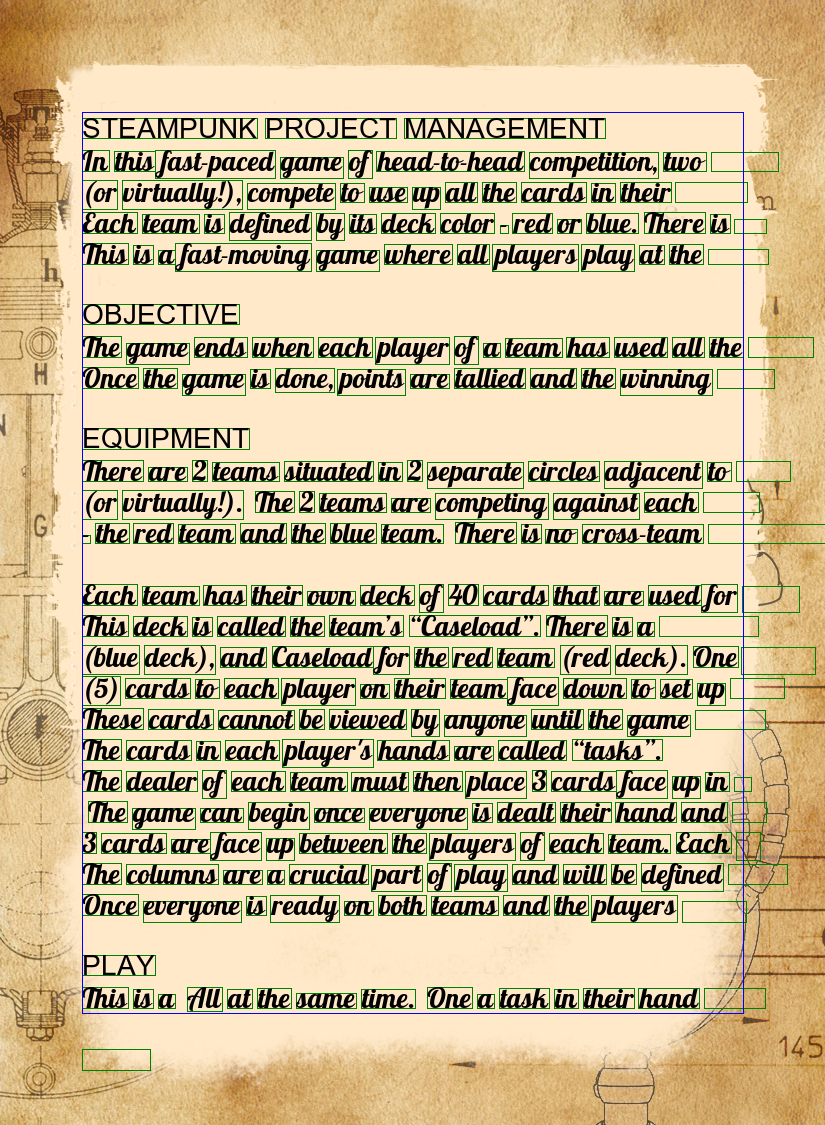 STEAMPUNK PROJECT MANAGEMENT
In this fast-paced game of head-to-head competition, two
(or virtually!), compete to use up all the cards in their
Each team is defined by its deck color - red or blue. There is
This is a fast-moving game where all players play at the
OBJECTIVE
The game ends when each player of a team has used all the
Once the game is done, points are tallied and the winning
EQUIPMENT
There are 2 teams situated in 2 separate circles adjacent to
(or virtually!). The 2 teams are competing against each
- the red team and the blue team. There is no cross-team
Each team has their own deck of 40 cards that are used for
This deck is called the team's “Caseload”. There is a
(blue deck), and Caseload for the red team (red deck). One
(5) cards to each player on their team face down to set up
These cards cannot be viewed by anyone until the game
The cards in each player's hands are called “tasks”.
The dealer of each team must then place 3 cards face up in
The game can begin once everyone is dealt their hand and
3 cards are face up between the players of each team. Each
The columns are a crucial part of play and will be defined
Once everyone is ready on both teams and the players
PLAY
This is a All at the same time. One a task in their hand
h
H
N
G
F
n
145